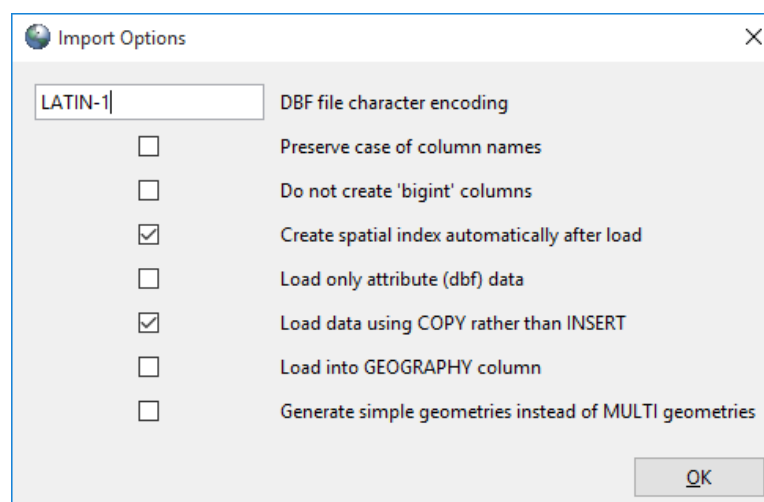 Import Options
LATIN-1 DBF file character encoding
Preserve case of column names
Do not create 'bigint' columns
Create spatial index automatically after load
Load only attribute (dbf) data
Load data using COPY rather than INSERT
Load into GEOGRAPHY column
Generate simple geometries instead of MULTI geometries
OK